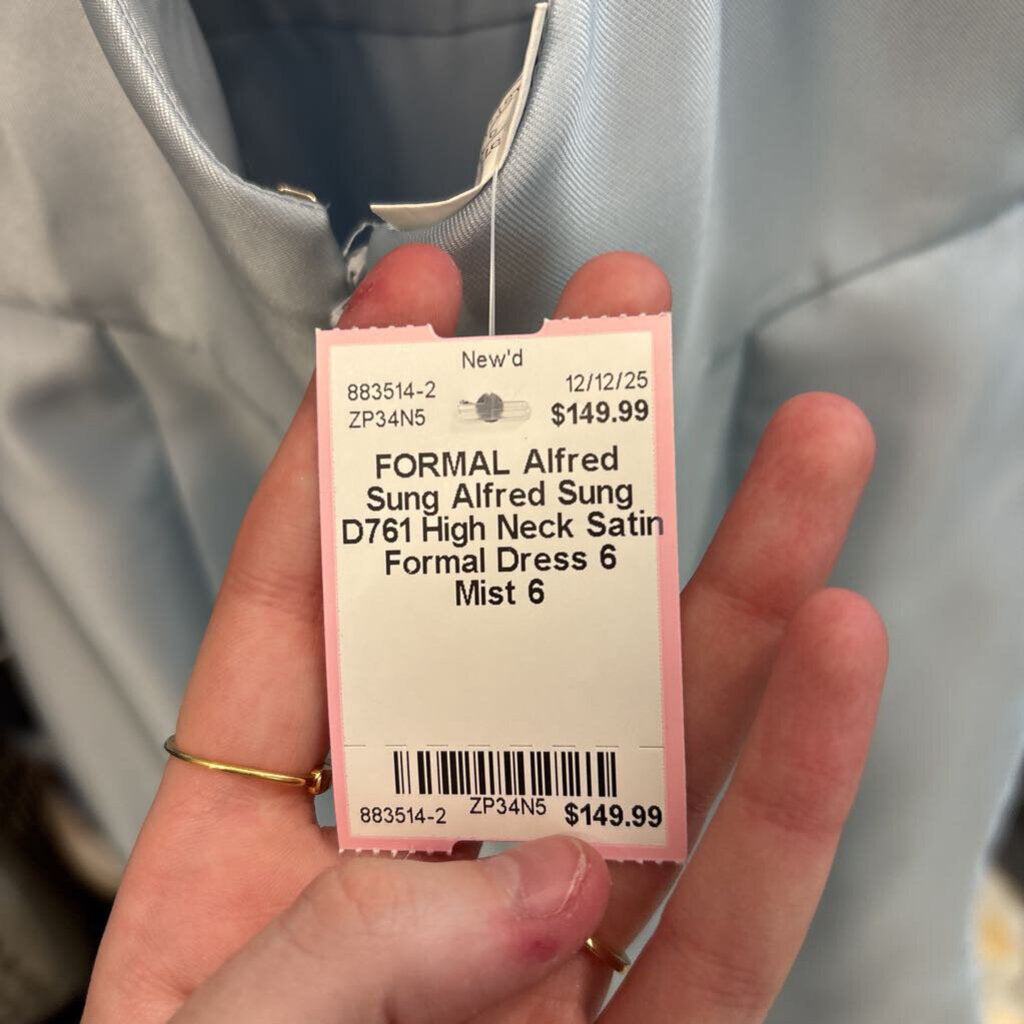 New'd
883514-2 12/12/25
ZP34N5 $149.99
FORMAL Alfred
Sung Alfred Sung
D761 High Neck Satin
Formal Dress 6
Mist 6
883514-2 ZP34N5 $149.99